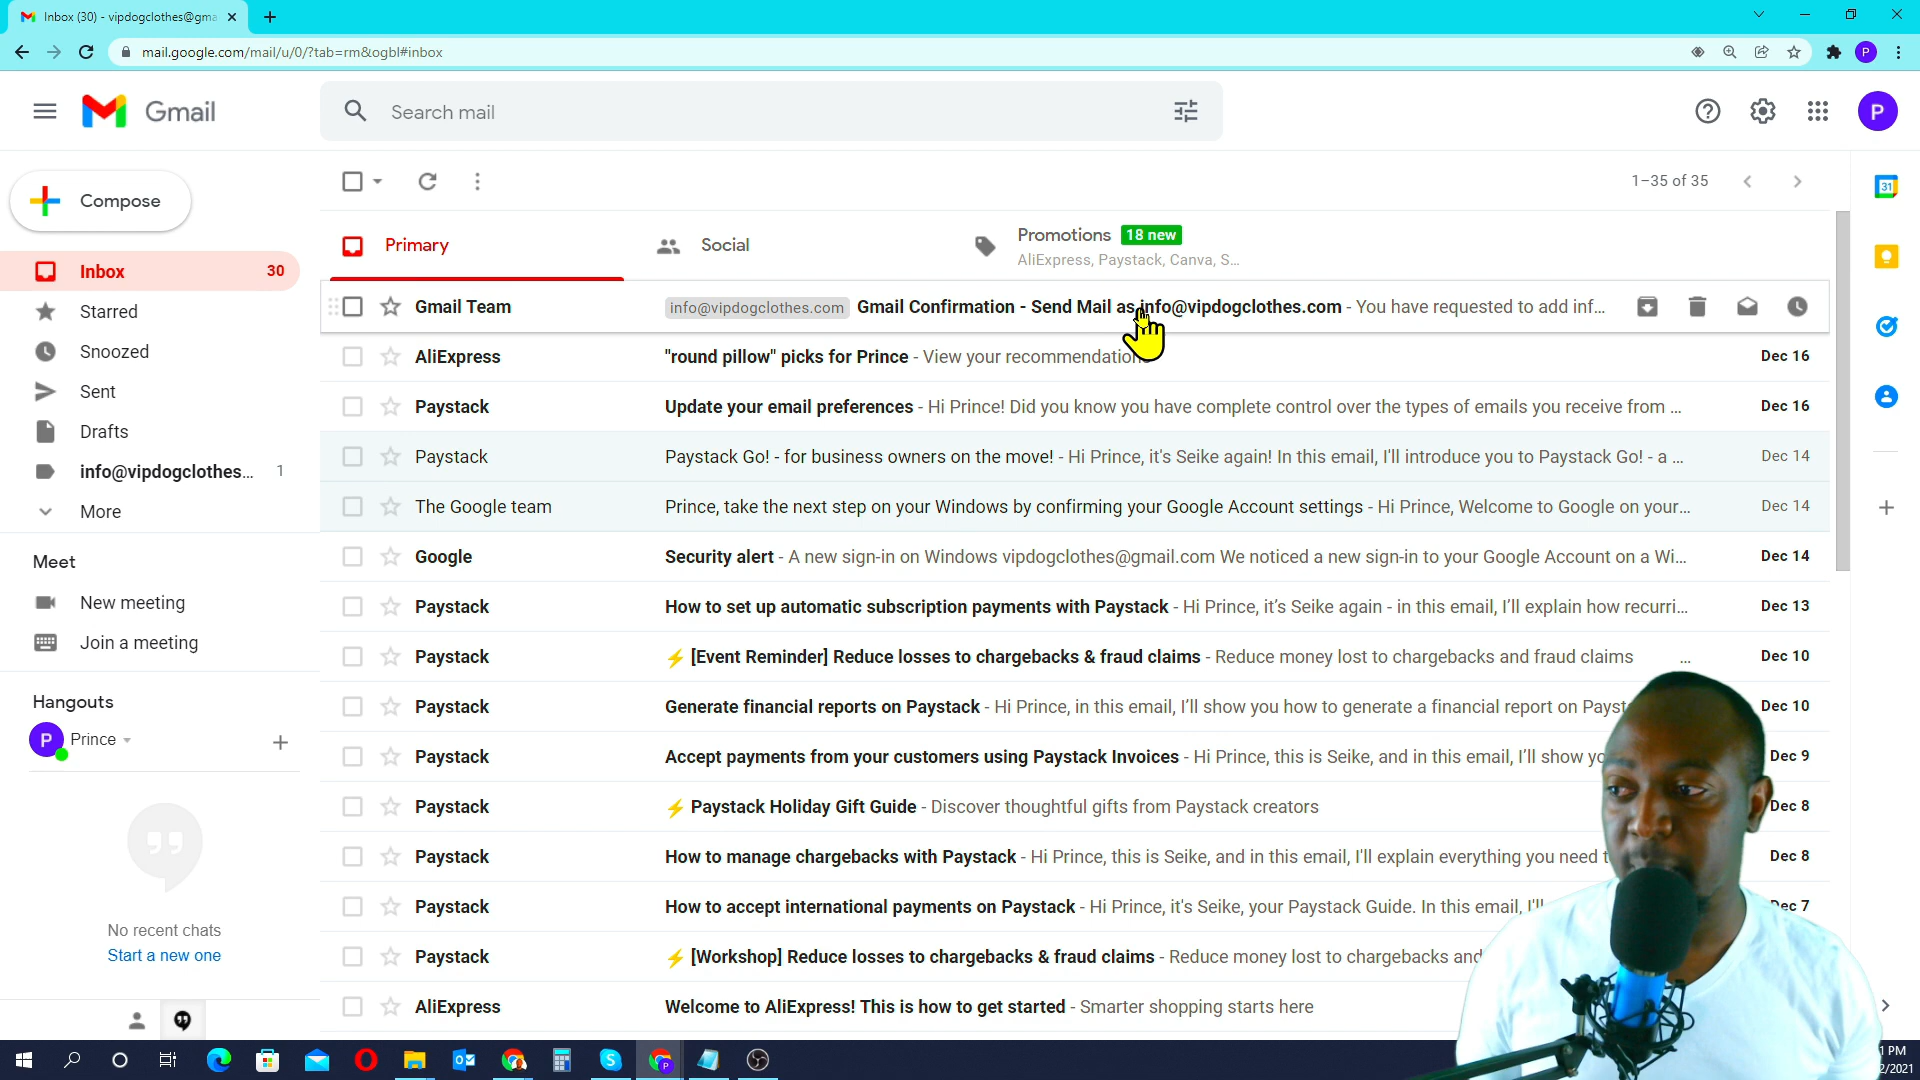 Inbox (30) - vipdogclothes@gma
mail.google.com/mail/u/0/?tab=rm&ogbl#inbox
P
Gmail
Search mail
P
Compose
1–35 of 35
31
Primary
Social
Promotions 18 new
AliExpress, Paystack, Canva, S...
Inbox 30
Starred
Snoozed
Sent
Drafts
info@vipdogclothes... 1
More
Gmail Team info@vipdogclothes.com Gmail Confirmation - Send Mail as info@vipdogclothes.com - You have requested to add inf...
AliExpress "round pillow" picks for Prince - View your recommendations Dec 16
Paystack Update your email preferences - Hi Prince! Did you know you have complete control over the types of emails you receive from ... Dec 16
Paystack Paystack Go! - for business owners on the move! - Hi Prince, it's Seike again! In this email, I'll introduce you to Paystack Go! - a ... Dec 14
The Google team Prince, take the next step on your Windows by confirming your Google Account settings - Hi Prince, Welcome to Google on your... Dec 14
Google Security alert - A new sign-in on Windows vipdogclothes@gmail.com We noticed a new sign-in to your Google Account on a Wi... Dec 14
Paystack How to set up automatic subscription payments with Paystack - Hi Prince, it's Seike again - in this email, I'll explain how recurri... Dec 13
Paystack ⚡ [Event Reminder] Reduce losses to chargebacks & fraud claims - Reduce money lost to chargebacks and fraud claims ... Dec 10
Paystack Generate financial reports on Paystack - Hi Prince, in this email, I'll show you how to generate a financial report on Payst Dec 10
Paystack Accept payments from your customers using Paystack Invoices - Hi Prince, this is Seike, and in this email, I'll show yo Dec 9
Paystack ⚡ Paystack Holiday Gift Guide - Discover thoughtful gifts from Paystack creators Dec 8
Paystack How to manage chargebacks with Paystack - Hi Prince, this is Seike, and in this email, I'll explain everything you need t Dec 8
Paystack How to accept international payments on Paystack - Hi Prince, it's Seike, your Paystack Guide. In this email, I'll Dec 7
Paystack ⚡ [Workshop] Reduce losses to chargebacks & fraud claims - Reduce money lost to chargebacks and
AliExpress Welcome to AliExpress! This is how to get started - Smarter shopping starts here
Meet
New meeting
Join a meeting
Hangouts
P Prince
No recent chats
Start a new one
1 PM
2/2021